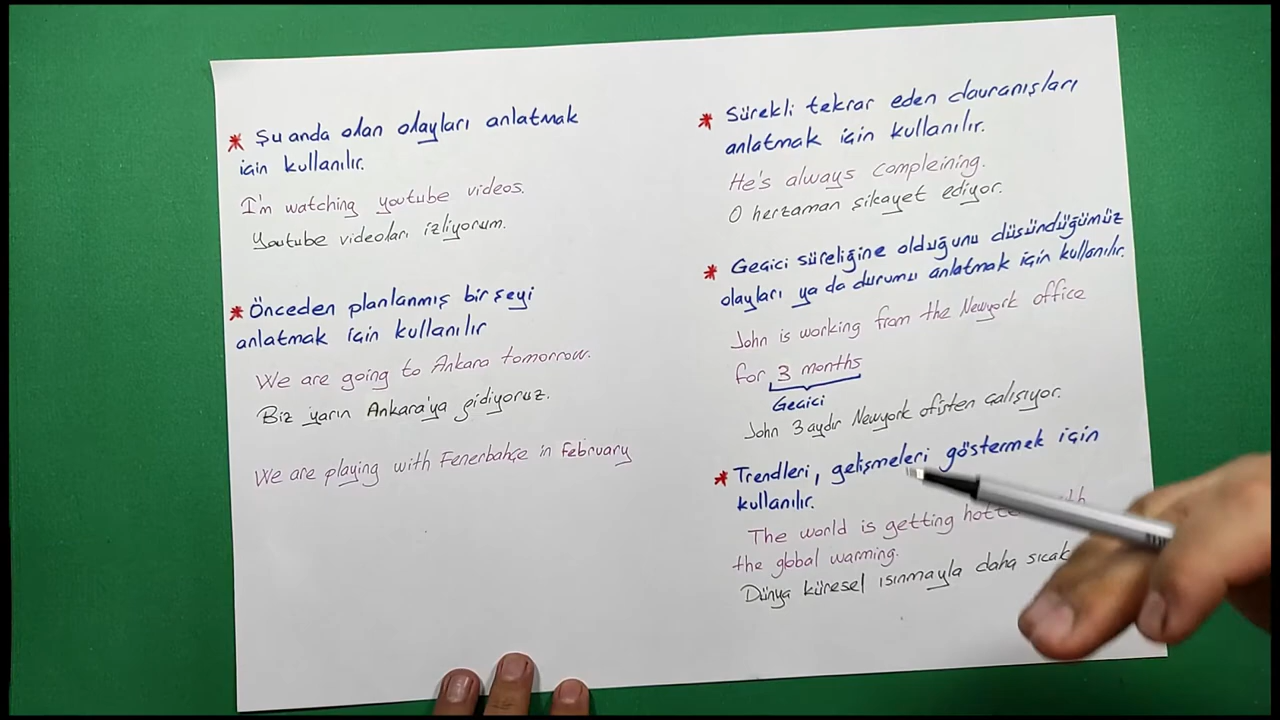 * Şu anda olan olayları anlatmak
için kullanılır.
I'm watching youtube videos.
Youtube videoları izliyorum.
* Önceden planlanmış bir şeyi
anlatmak için kullanılır
We are going to Ankara tomorrow.
Biz yarın Ankara'ya gidiyoruz.
We are playing with Fenerbahçe in february
* Sürekli tekrar eden davranışları
anlatmak için kullanılır.
He's always compleining.
O herzaman şikayet ediyor.
* Gecici süreliğine olduğunu düşündüğümüz
olayları ya da durumu anlatmak için kullanılır.
John is working from the Newyork office
for 3 months
Gecici
John 3 aydır Newyork ofisten çalışıyor.
* Trendleri, gelişmeleri göstermek için
kullanılır.
The world is getting
the global warming.
Dünya küresel ısınmayla daha sıcak